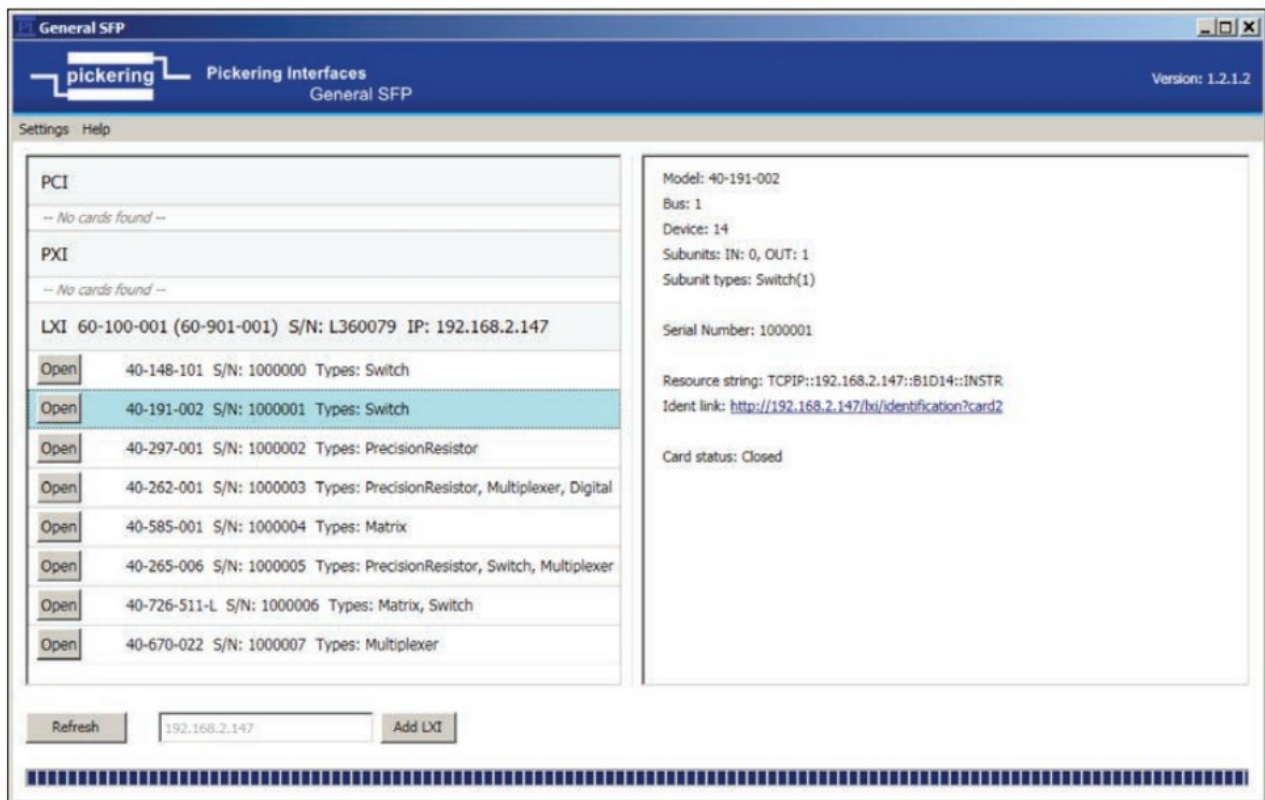 General SFP
pickering
Pickering Interfaces
General SFP
Version: 1.2.1.2
Settings Help
PCI
-- No cards found --
PXI
-- No cards found --
LXI 60-100-001 (60-901-001) S/N: L360079 IP: 192.168.2.147
Open 40-148-101 S/N: 1000000 Types: Switch
Open 40-191-002 S/N: 1000001 Types: Switch
Open 40-297-001 S/N: 1000002 Types: PrecisionResistor
Open 40-262-001 S/N: 1000003 Types: PrecisionResistor, Multiplexer, Digital
Open 40-585-001 S/N: 1000004 Types: Matrix
Open 40-265-006 S/N: 1000005 Types: PrecisionResistor, Switch, Multiplexer
Open 40-726-511-L S/N: 1000006 Types: Matrix, Switch
Open 40-670-022 S/N: 1000007 Types: Multiplexer
Model: 40-191-002
Bus: 1
Device: 14
Subunits: IN: 0, OUT: 1
Subunit types: Switch(1)
Serial Number: 1000001
Resource string: TCPIP::192.168.2.147::B1D14::INSTR
Ident link: http://192.168.2.147/lxi/identification?card2
Card status: Closed
Refresh 192.168.2.147 Add LXI